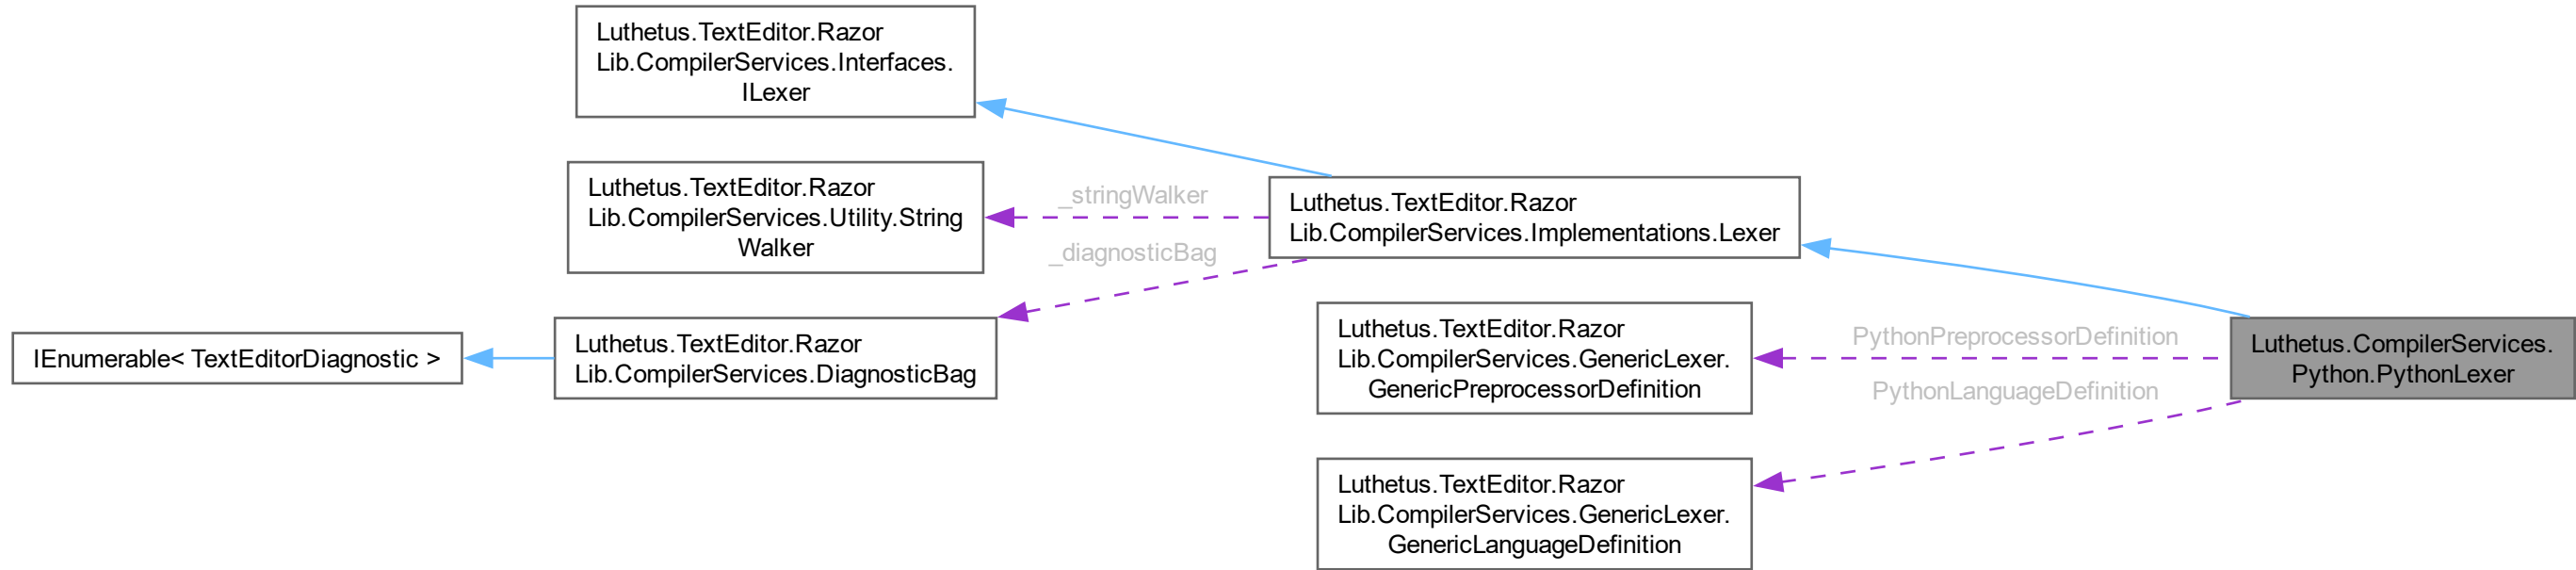 Luthetus.TextEditor.Razor
Lib.CompilerServices.Interfaces.
ILexer
Luthetus.TextEditor.Razor
Lib.CompilerServices.Utility.String
Walker
_stringWalker
_diagnosticBag
Luthetus.TextEditor.Razor
Lib.CompilerServices.Implementations.Lexer
IEnumerable< TextEditorDiagnostic >
Luthetus.TextEditor.Razor
Lib.CompilerServices.DiagnosticBag
Luthetus.TextEditor.Razor
Lib.CompilerServices.GenericLexer.
GenericPreprocessorDefinition
PythonPreprocessorDefinition
PythonLanguageDefinition
Luthetus.CompilerServices.
Python.PythonLexer
Luthetus.TextEditor.Razor
Lib.CompilerServices.GenericLexer.
GenericLanguageDefinition